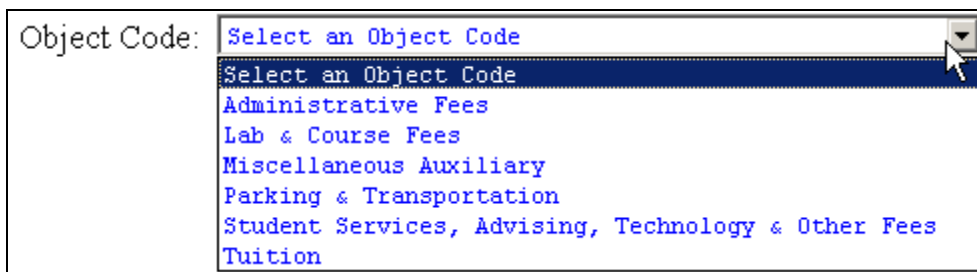 Object Code: Select an Object Code
Select an Object Code
Administrative Fees
Lab & Course Fees
Miscellaneous Auxiliary
Parking & Transportation
Student Services, Advising, Technology & Other Fees
Tuition